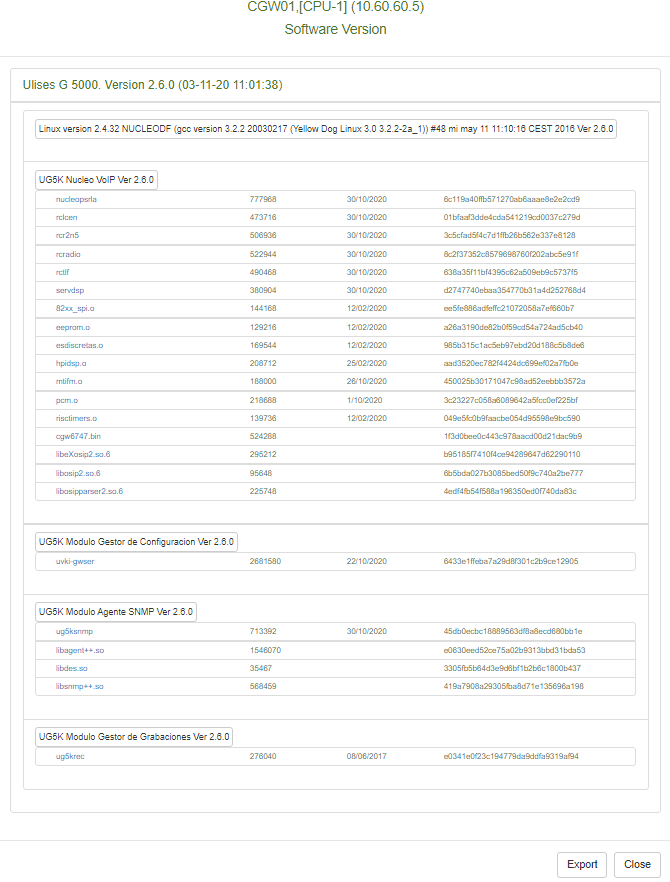 CGW01,[CPU-1] (10.60.60.5)
Software Version
Ulises G 5000. Version 2.6.0 (03-11-20 11:01:38)
Linux version 2.4.32 NUCLEODF (gcc version 3.2.2 20030217 (Yellow Dog Linux 3.0 3.2.2-2a_1)) #48 mi may 11 11:10:16 CEST 2016 Ver 2.6.0
UG5K Nucleo VoIP Ver 2.6.0
nucleopsrla 777968 30/10/2020 6c119a40ffb571270ab6aaae8e2e2cd9
rclcen 473716 30/10/2020 01bfaaf3dde4cda541219cd0037c279d
rcr2n5 506936 30/10/2020 3c5cfad5f4c7d1ffb26b562e337e8128
rcradio 522944 30/10/2020 8c2f37352c8579698760f202abc5e91f
rctlf 490468 30/10/2020 638a35f11bf4395c62a509eb9c5737f5
servdsp 380904 30/10/2020 d2747740ebaa354770b31a4d252768d4
82xx_spi.o 144168 12/02/2020 ee5fe886adfeffc21072058a7ef660b7
eeprom.o 129216 12/02/2020 a26a3190de82b0f59cd54a724ad5cb40
esdiscretas.o 169544 12/02/2020 985b315c1ac5eb97ebd20d188c5b8de6
hpidsp.o 208712 25/02/2020 aad3520ec782f4424dc699ef02a7fb0e
mtifm.o 188000 26/10/2020 450025b30171047c98ad52eebbb3572a
pcm.o 218688 1/10/2020 3c23227c058a6089642a5fcc0ef225bf
risctimers.o 139736 12/02/2020 049e5fc0b9faacbe054d95598e9bc590
cgw6747.bin 524288 1f3d0bee0c443c978aacd00d21dac9b9
libeXosip2.so.6 295212 b95185f7410f4ce94289647d62290110
libosip2.so.6 95648 6b5bda027b3085bed50f9c740a2be777
libosipparser2.so.6 225748 4edf4fb54f588a196350ed0f740da83c
UG5K Modulo Gestor de Configuracion Ver 2.6.0
uvki-gwser 2681580 22/10/2020 6433e1ffeba7a29d8f301c2b9ce12905
UG5K Modulo Agente SNMP Ver 2.6.0
ug5ksnmp 713392 30/10/2020 45db0ecbc18889563df8a8ecd680bb1e
libagent++.so 1546070 e0630eed52ce75a02b9313bbd31bda53
libdes.so 35467 3305fb5b64d3e9d6bf1b2b6c1800b437
libsnmp++.so 568459 419a7908a29305fba8d71e135696a198
UG5K Modulo Gestor de Grabaciones Ver 2.6.0
ug5krec 276040 08/06/2017 e0341e0f23c194779da9ddfa9319af94
Export Close